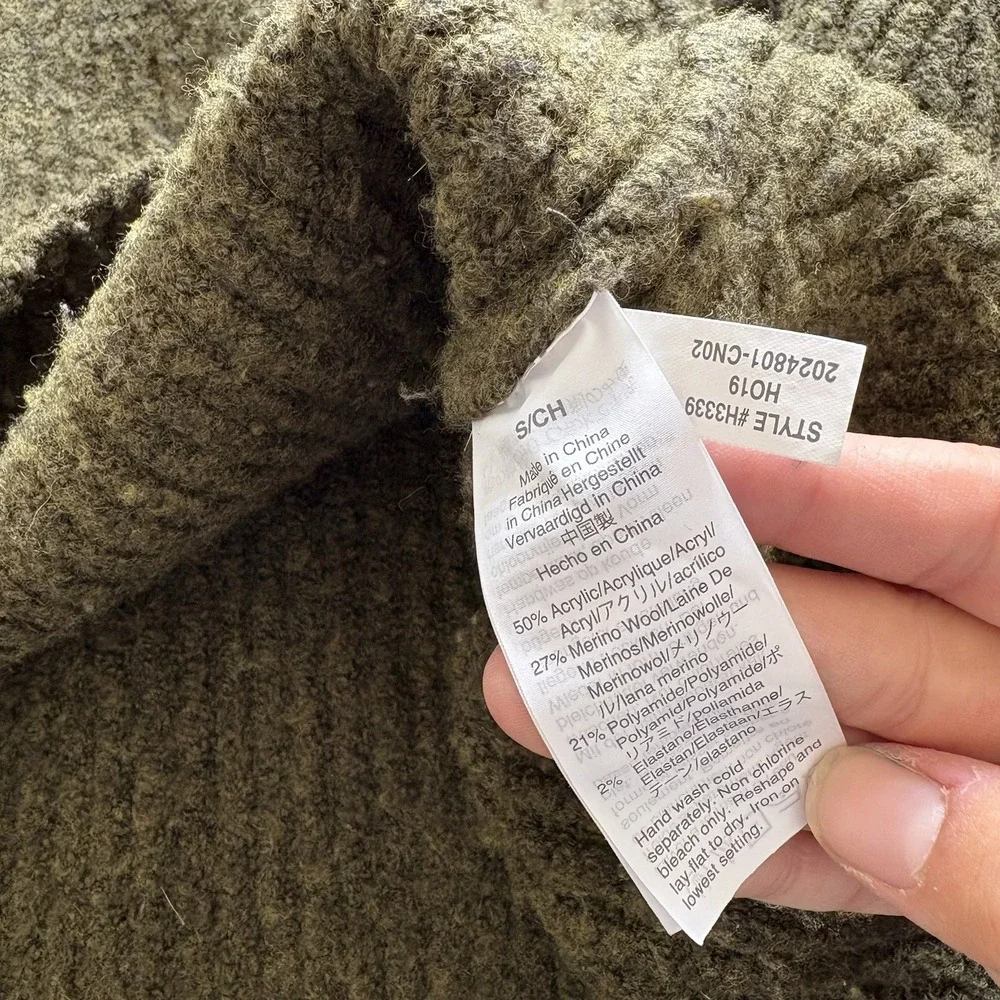 S/CH
Made in China
Fabriqué en Chine
in China Hergestellt
Vervaardigd in China
中国製
Hecho en China
50% Acrylic/Acrylique/Acryl/
Acryl/アクリル/acrílico
27% Merino Wool/Laine De
Merinos/Merinowolle/
Merinowol/メリノウー
ル/lana merino
21% Polyamide/Polyamide/
Polyamid/Polyamide/ポ
リアミド/poliamida
2% Elastane/Elasthanne/
Elastan/Elastaan/エラス
テーン/elastano
Hand wash cold
separately. Non chlorine
bleach only. Reshape and
lay flat to dry. Iron on
lowest setting.
STYLE #H3339
HO19
2024801-CN02